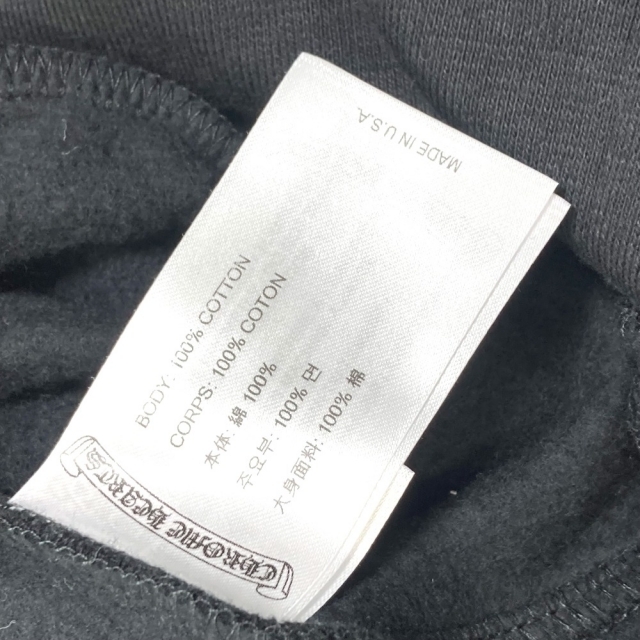 MADE IN U.S.A.
BODY: 100% COTTON
CORPS: 100% COTON
本体: 綿 100%
주요부: 100% 면
大身面料: 100% 棉
CHROME HEARTS